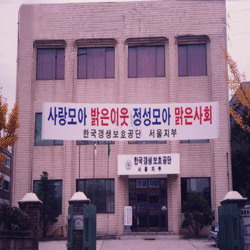 사랑모아 밝은이웃 정성모아 맑은사회
한국갱생보호공단 서울지부
한국갱생보호공단
서울지부